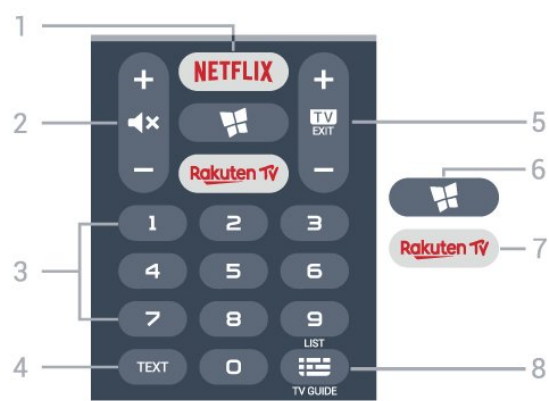 1
NETFLIX
+ +
2
TV
EXIT
5
- -
Rakuten TV
6
1 2 3
Rakuten TV 7
3
4 5 6
7 8 9
LIST
4
TEXT 0
8
TV GUIDE